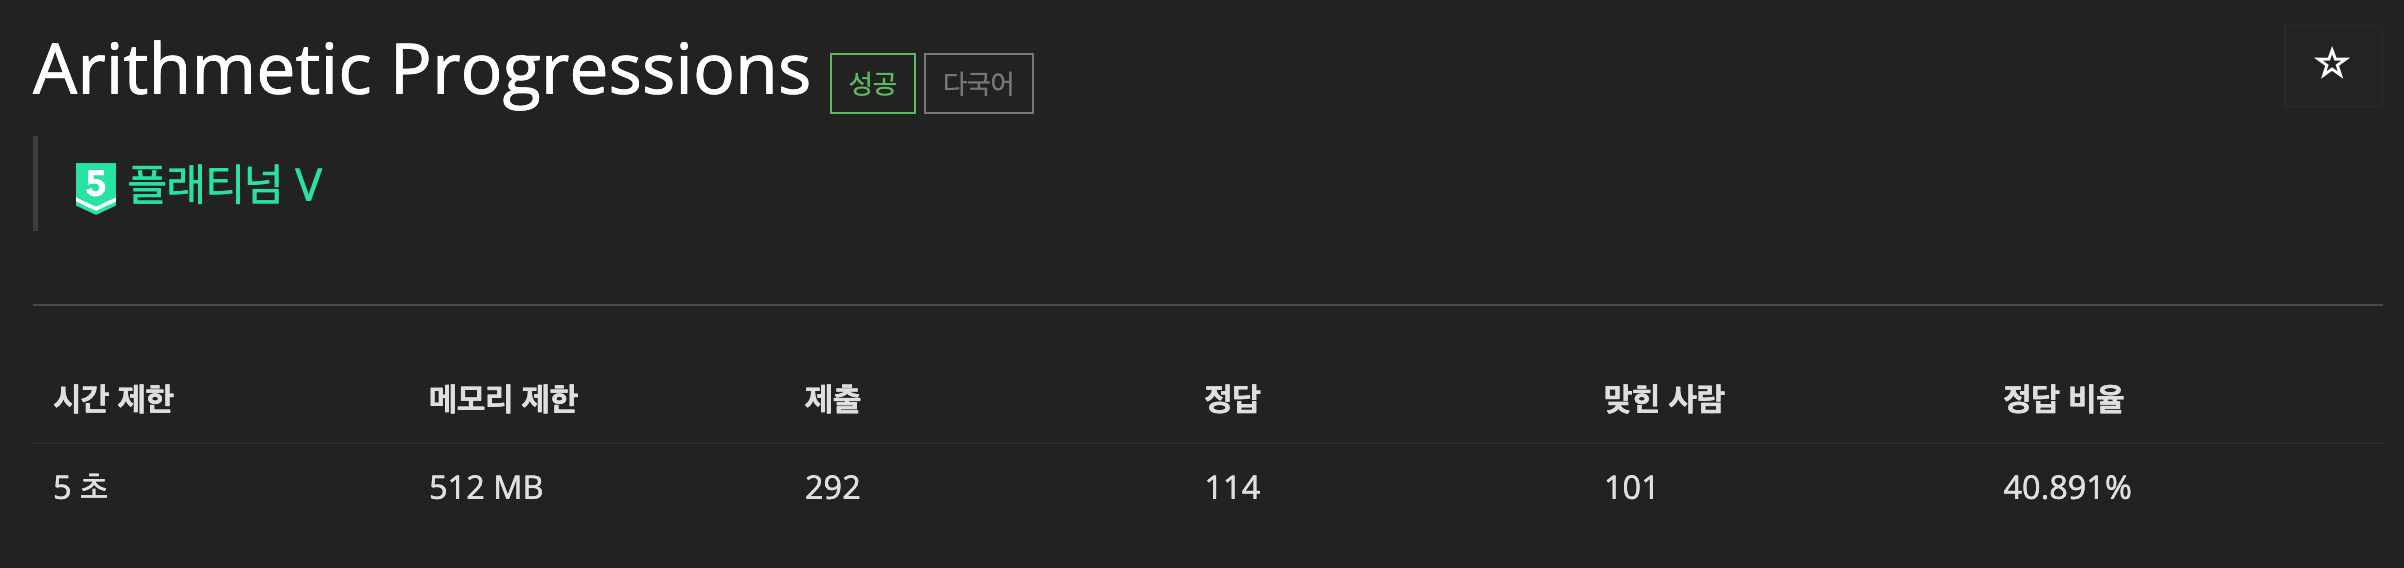 Arithmetic Progressions 성공 다국어
5 플래티넘 V
시간 제한 메모리 제한 제출 정답 맞힌 사람 정답 비율
5 초 512 MB 292 114 101 40.891%